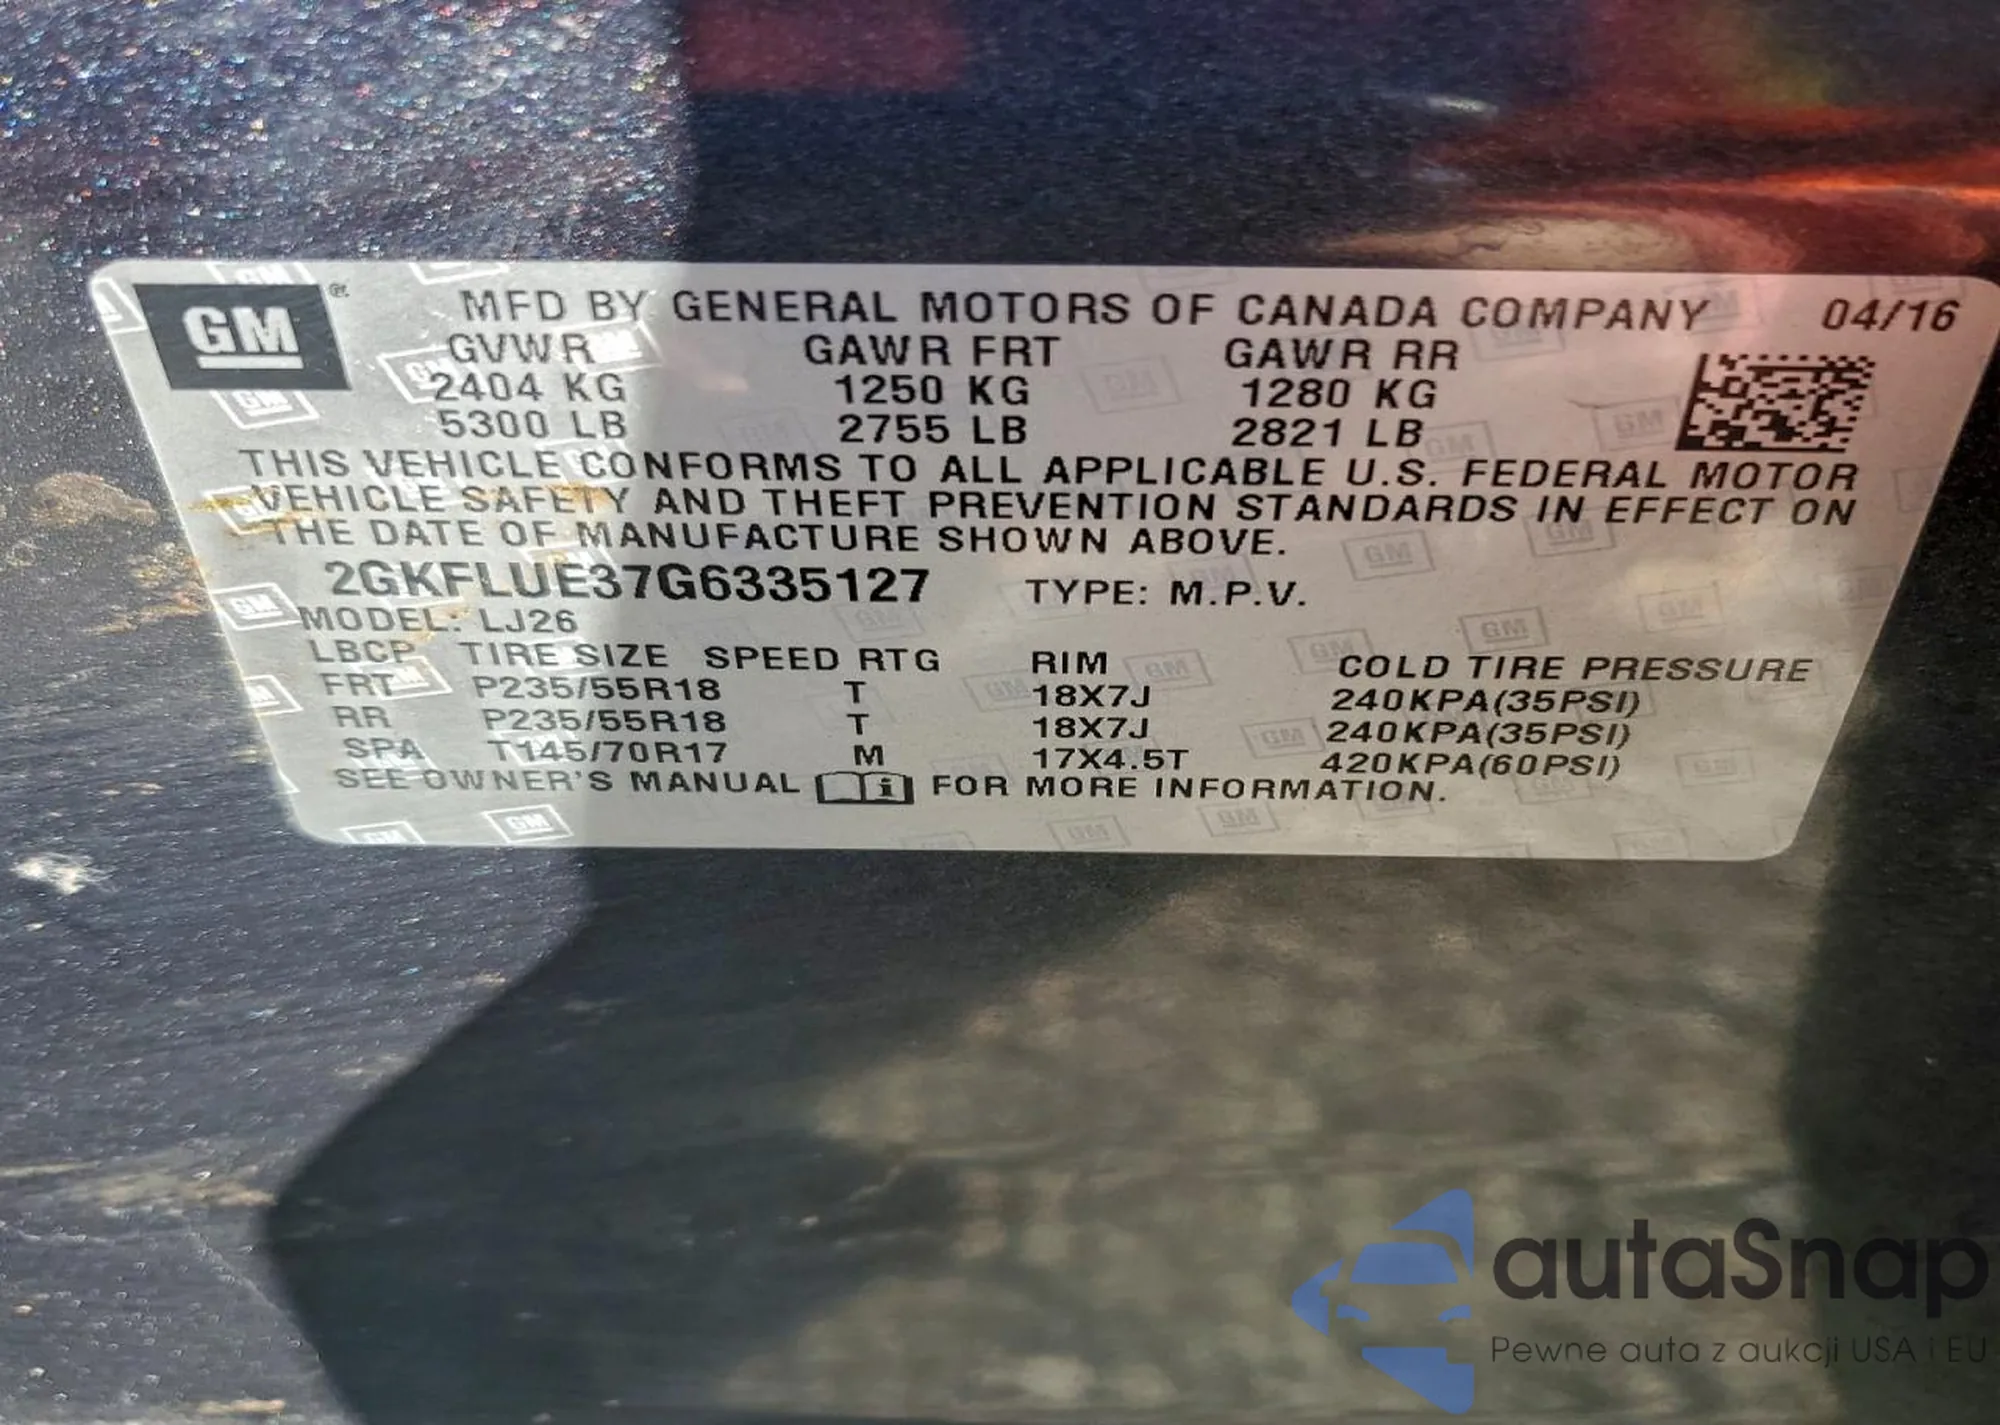 GM
MFD BY GENERAL MOTORS OF CANADA COMPANY 04/16
GVWR GAWR FRT GAWR RR
2404 KG 1250 KG 1280 KG
5300 LB 2755 LB 2821 LB
THIS VEHICLE CONFORMS TO ALL APPLICABLE U.S. FEDERAL MOTOR
VEHICLE SAFETY AND THEFT PREVENTION STANDARDS IN EFFECT ON
THE DATE OF MANUFACTURE SHOWN ABOVE.
2GKFLUE37G6335127 TYPE: M.P.V.
MODEL: LJ26
LBCP TIRE SIZE SPEED RTG RIM COLD TIRE PRESSURE
FRT P235/55R18 T 18X7J 240KPA(35PSI)
RR P235/55R18 T 18X7J 240KPA(35PSI)
SPA T145/70R17 M 17X4.5T 420KPA(60PSI)
SEE OWNER'S MANUAL FOR MORE INFORMATION.
autaSnap
Pewne auta z aukcji USA i EU